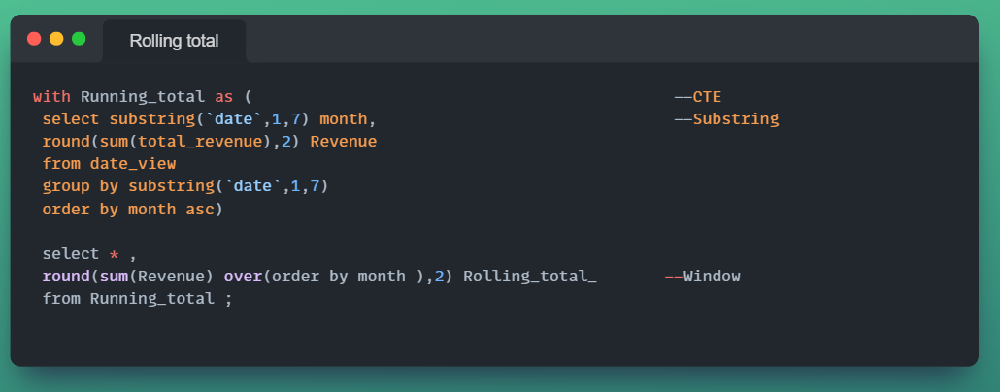 Rolling total
with Running_total as ( --CTE
select substring(`date`,1,7) month, --Substring
round(sum(total_revenue),2) Revenue
from date_view
group by substring(`date`,1,7)
order by month asc)
select * ,
round(sum(Revenue) over(order by month ),2) Rolling_total_ --Window
from Running_total ;